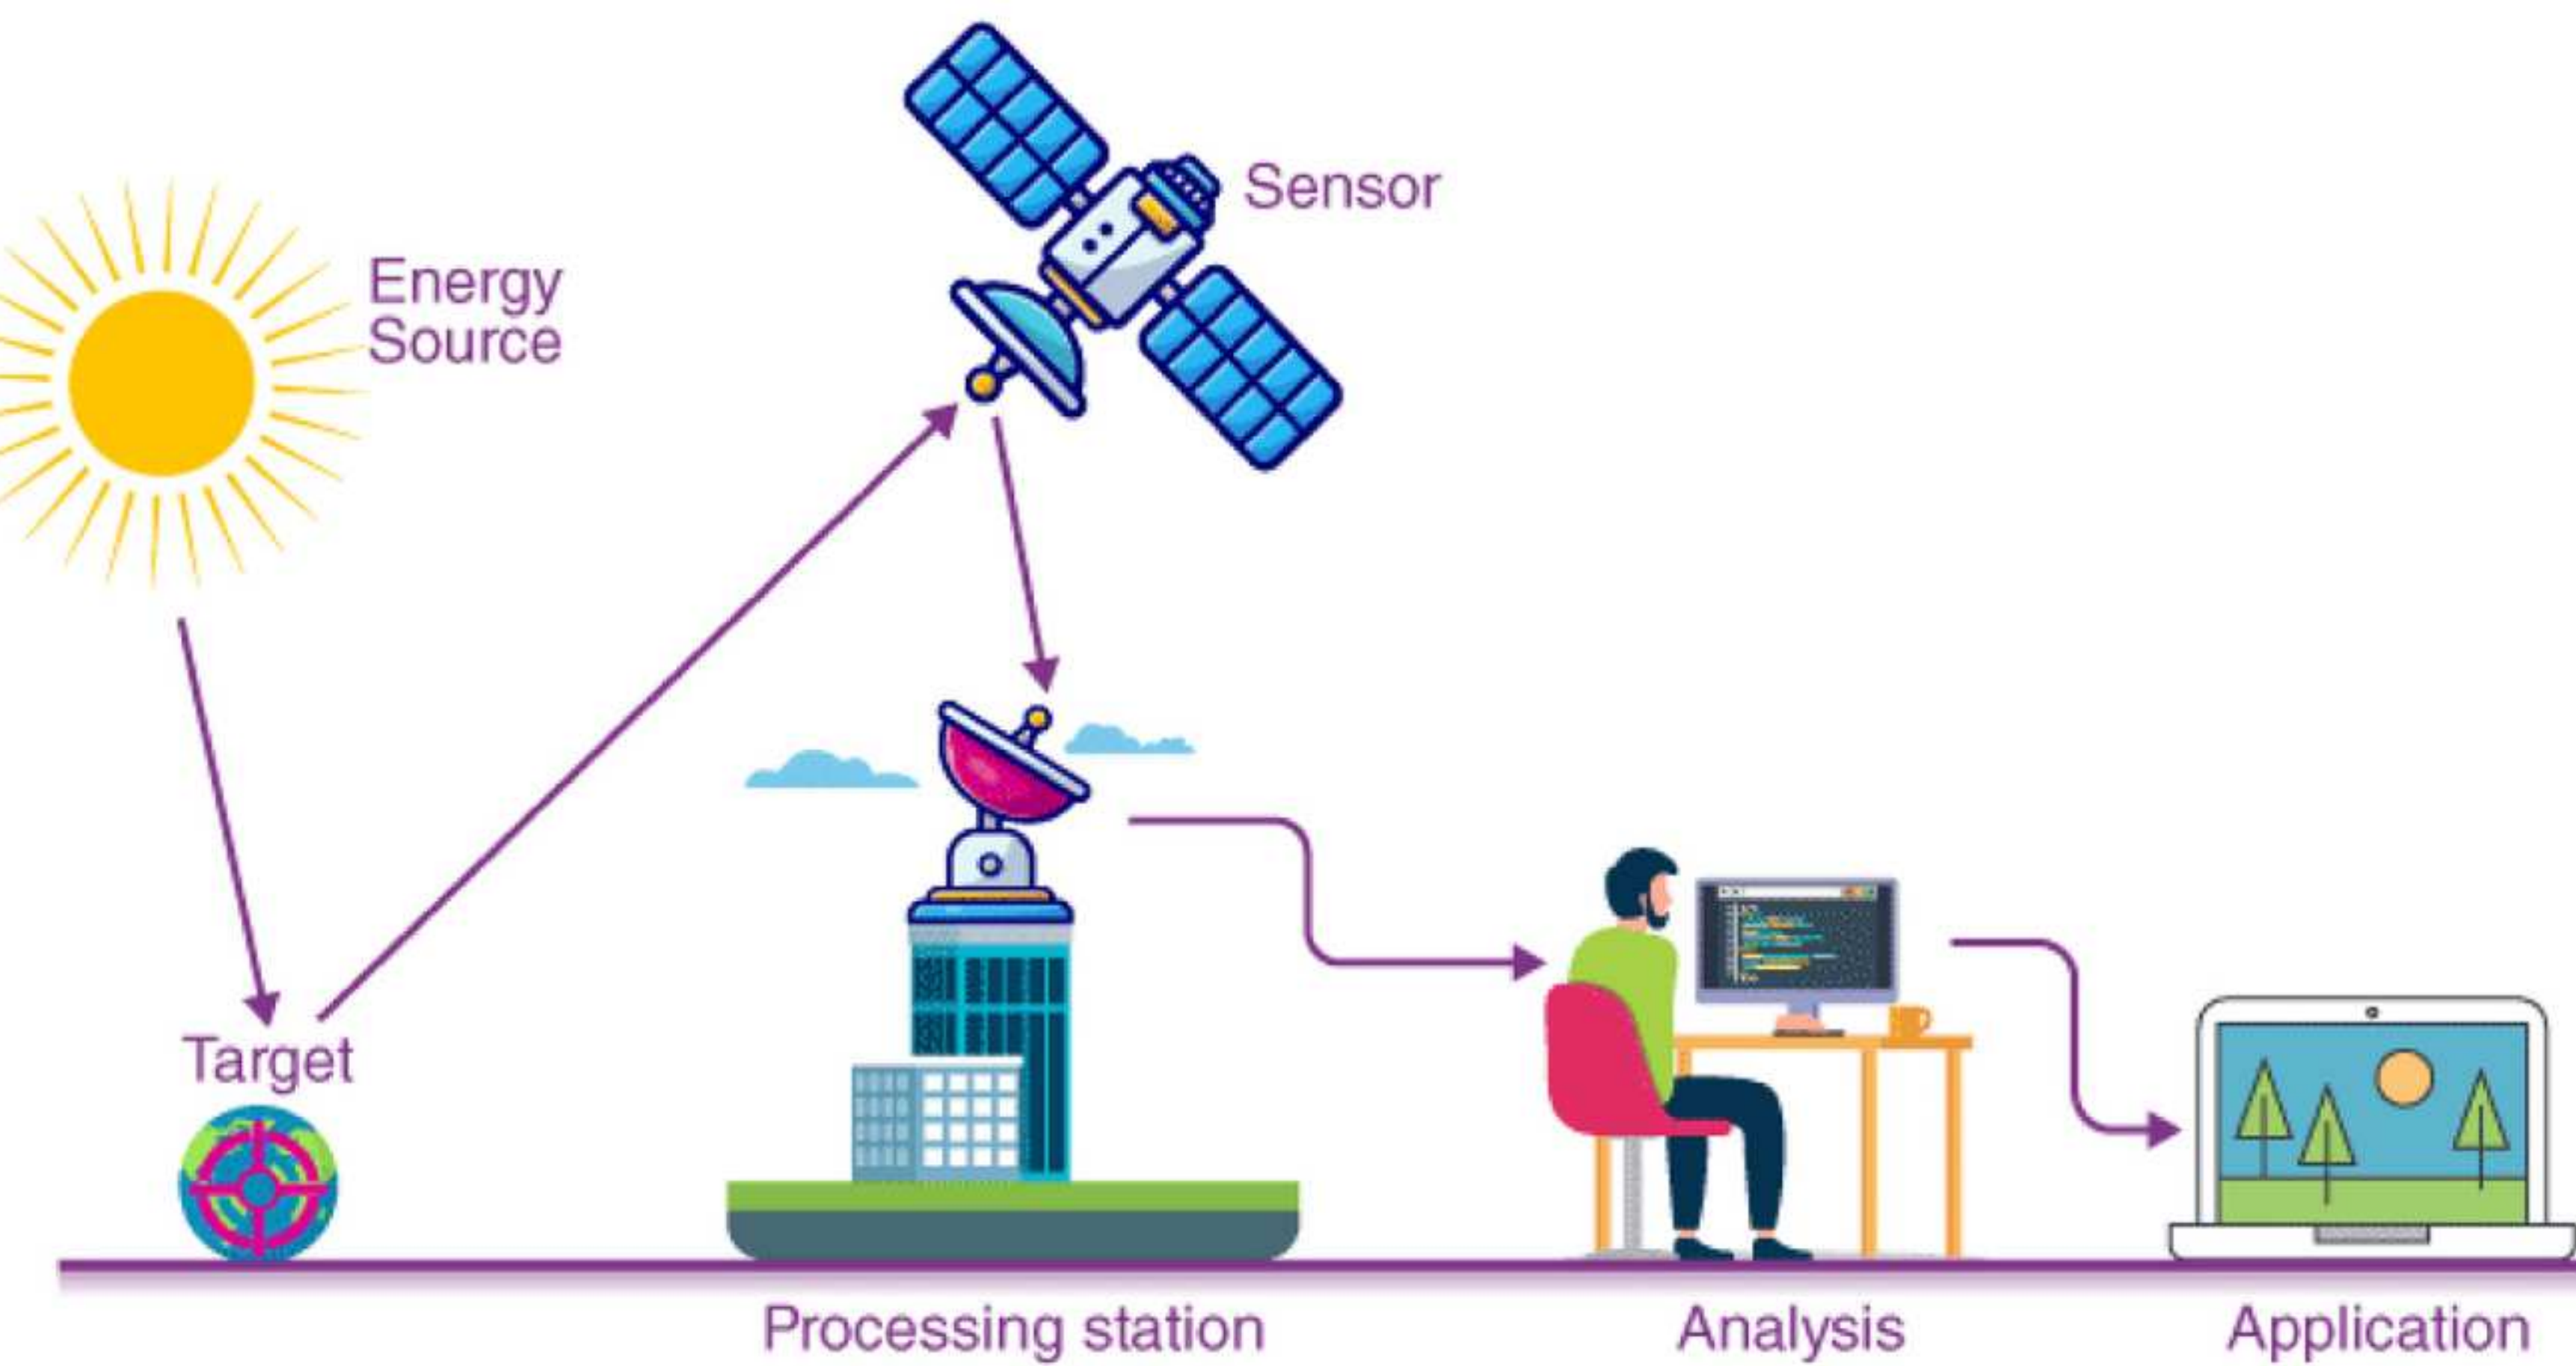 Sensor
Energy
Source
Target
Processing station
Analysis
Application